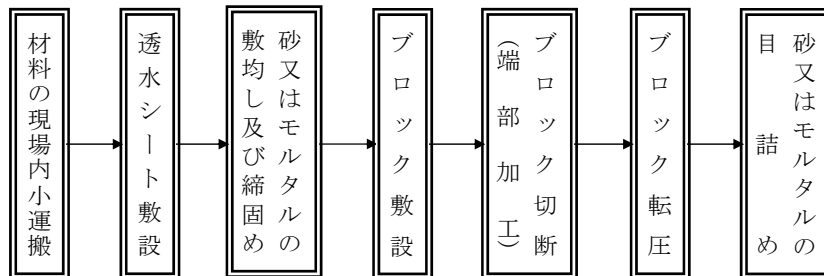 材料の現場内小運搬
透水シート敷設
砂又はモルタルの
敷均し及び締固め
ブロック敷設
ブロック切断
(端部加工)
ブロック転圧
砂又はモルタルの
目詰め